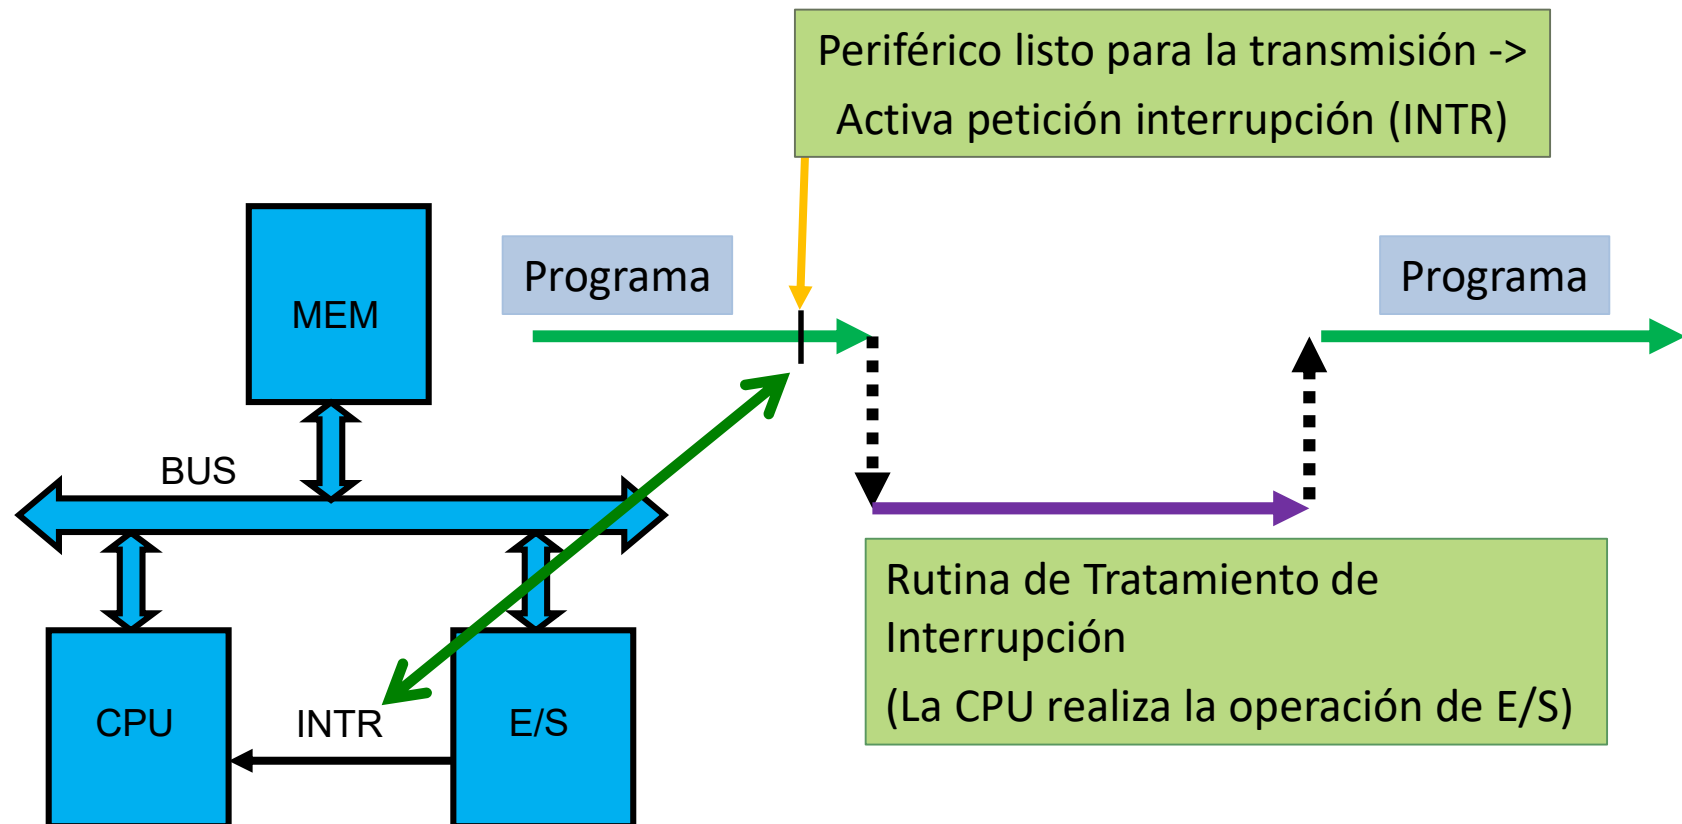 Periférico listo para la transmisión ->
Activa petición interrupción (INTR)
Programa
Programa
MEM
BUS
Rutina de Tratamiento de
Interrupción
(La CPU realiza la operación de E/S)
CPU
INTR
E/S